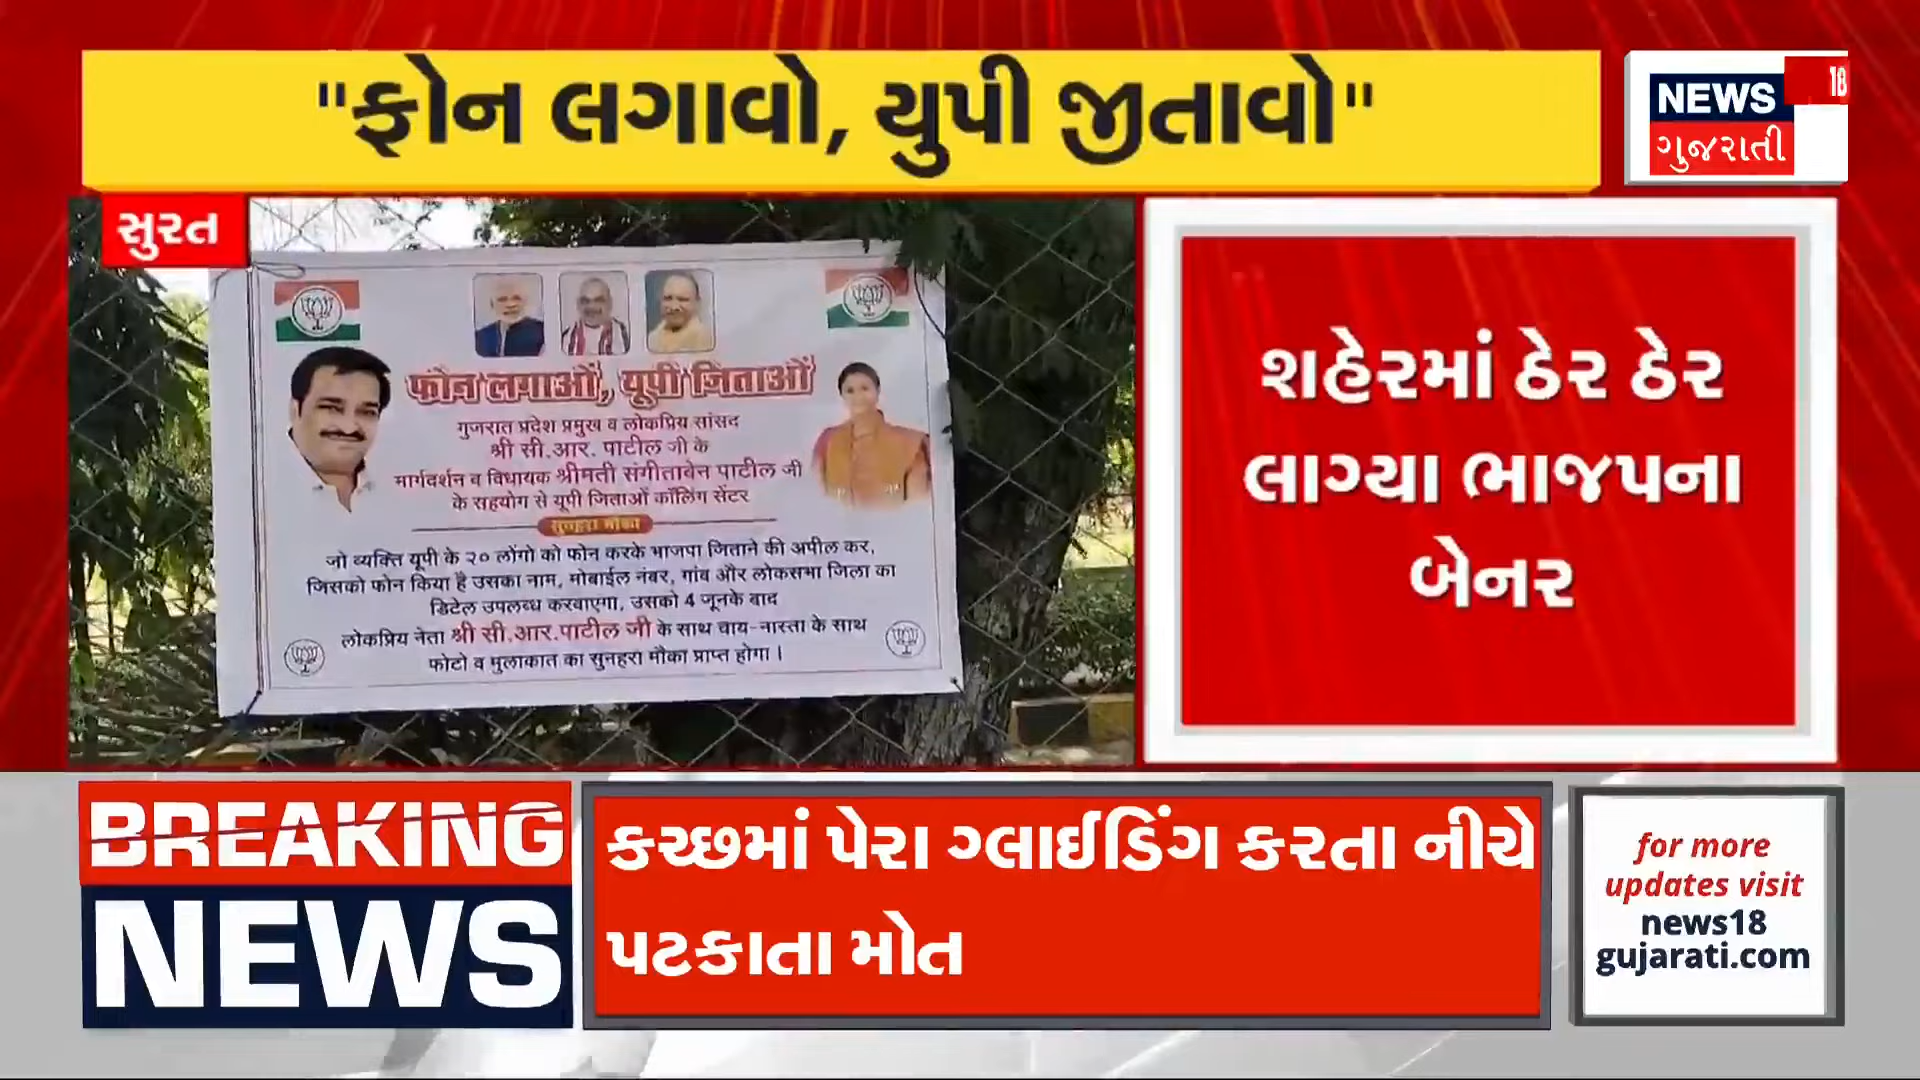 "ફોન લગાવો, યુપી જીતાવો"
NEWS 18
ગુજરાતી
સુરત
फोन लगाओं, यूपी जिताओं
गुजरात प्रदेश प्रमुख व लोकप्रिय सांसद
श्री सी.आर. पाटील जी के
मार्गदर्शन व विधायक श्रीमती संगीताबेन पाटील जी
के सहयोग से यूपी जिताओं कॉलिंग सेंटर
सुनहरा मौका
जो व्यक्ति यूपी के २० लोंगो को फोन करके भाजपा जिताने की अपील कर,
जिसको फोन किया है उसका नाम, मोबाईल नंबर, गांव और लोकसभा जिला का
डिटेल उपलब्ध करवाएगा, उसको 4 जूनके बाद
लोकप्रिय नेता श्री सी.आर.पाटील जी के साथ चाय-नास्ता के साथ
फोटो व मुलाकात का सुनहरा मौका प्राप्त होगा |
શહેરમાં ઠેર ઠેર
લાગ્યા ભાજપના
બેનર
BREAKING
NEWS
કચ્છમાં પેરા ગ્લાઈડિંગ કરતા નીચે
પટકાતા મોત
for more
updates visit
news18
gujarati.com